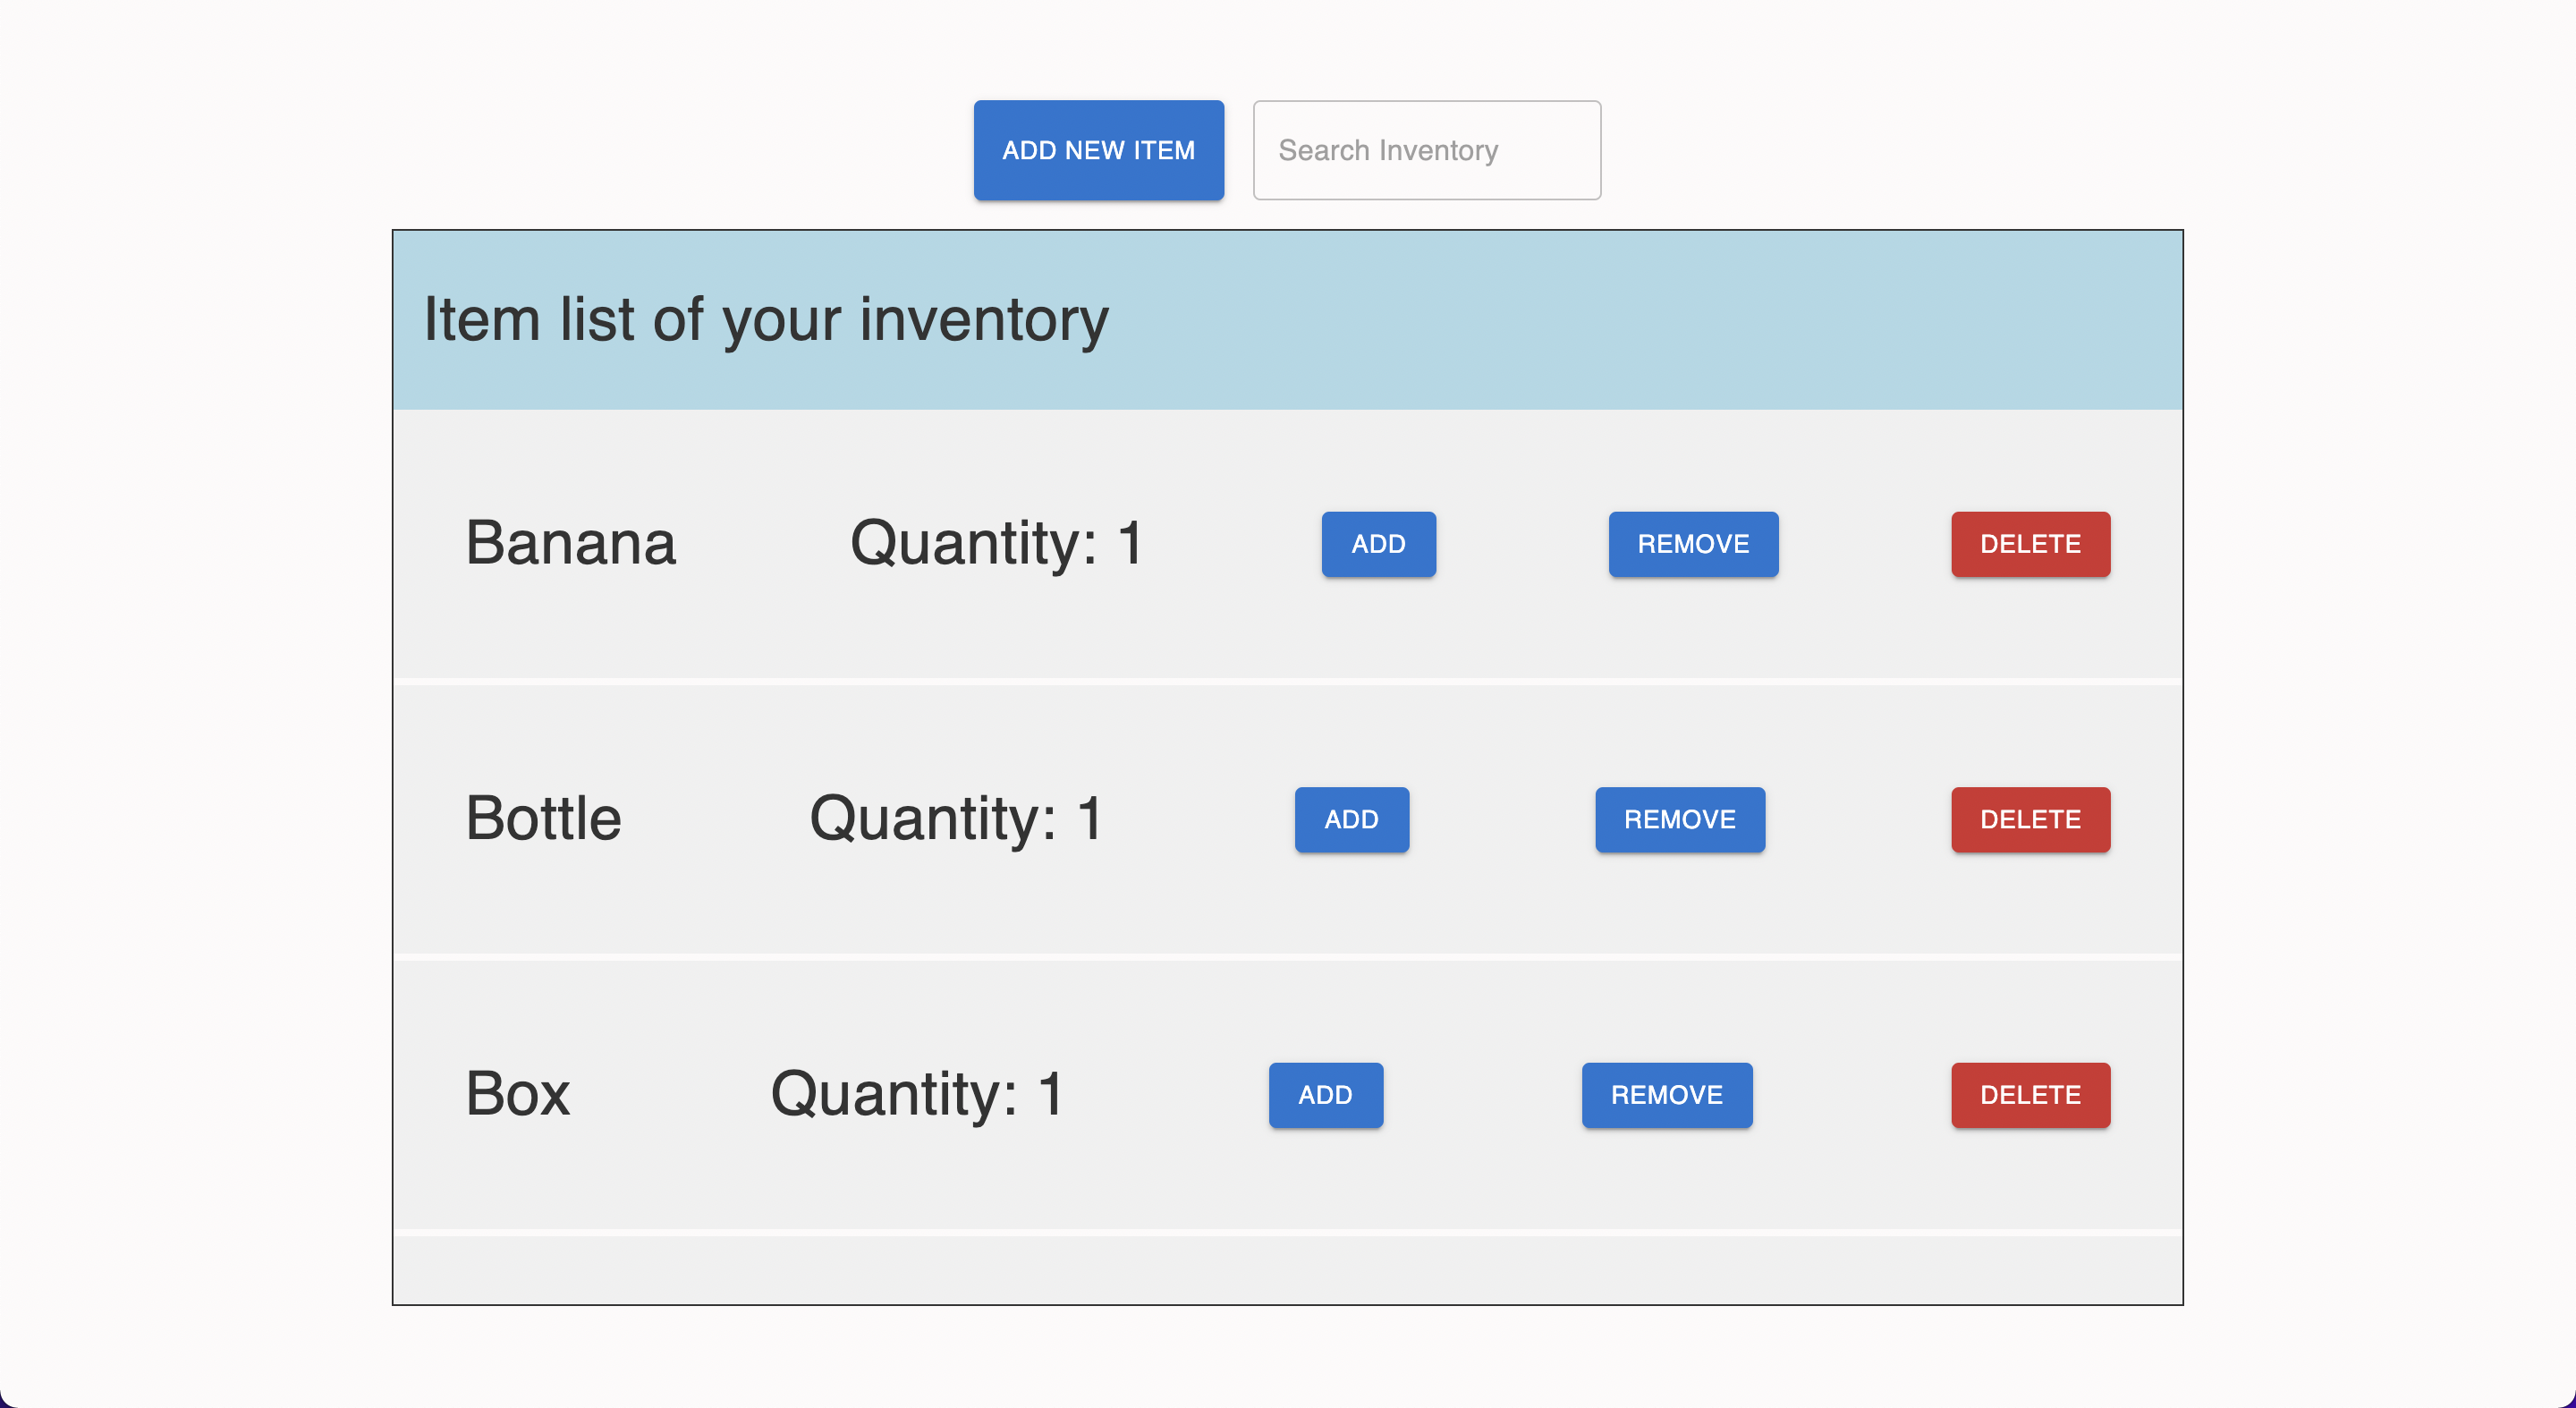 ADD NEW ITEM Search Inventory
Item list of your inventory
Banana Quantity: 1 ADD REMOVE DELETE
Bottle Quantity: 1 ADD REMOVE DELETE
Box Quantity: 1 ADD REMOVE DELETE